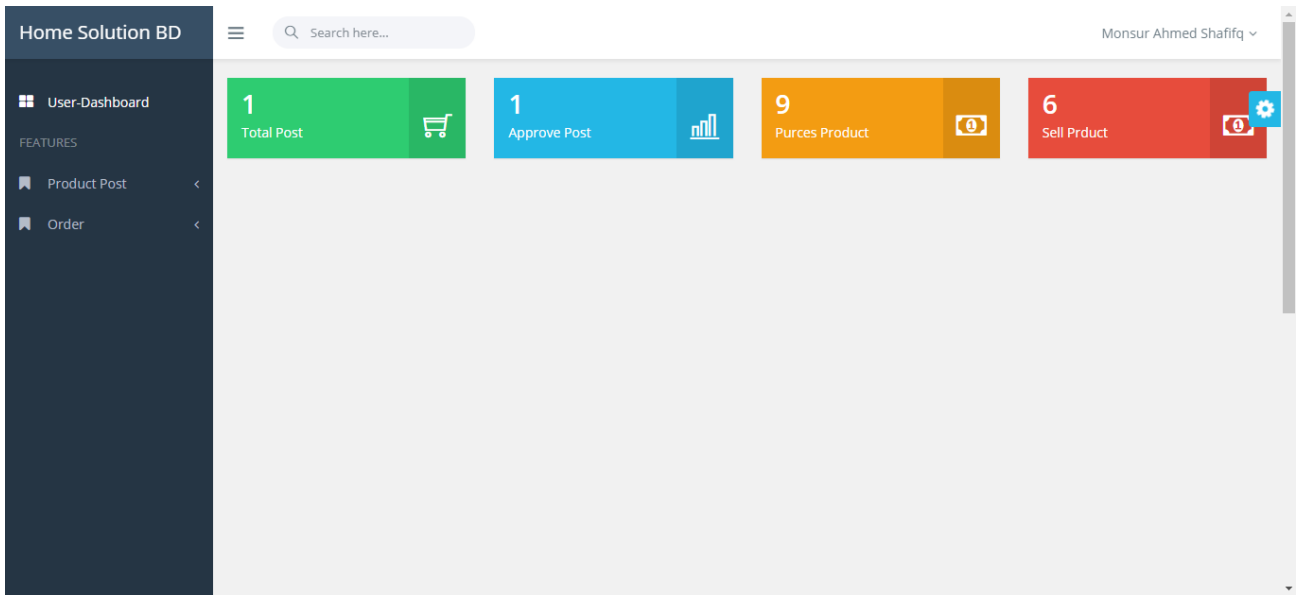 Home Solution BD
Search here...
Monsur Ahmed Shafifq
User-Dashboard
FEATURES
Product Post
Order
1
Total Post
1
Approve Post
9
Purces Product
6
Sell Prduct